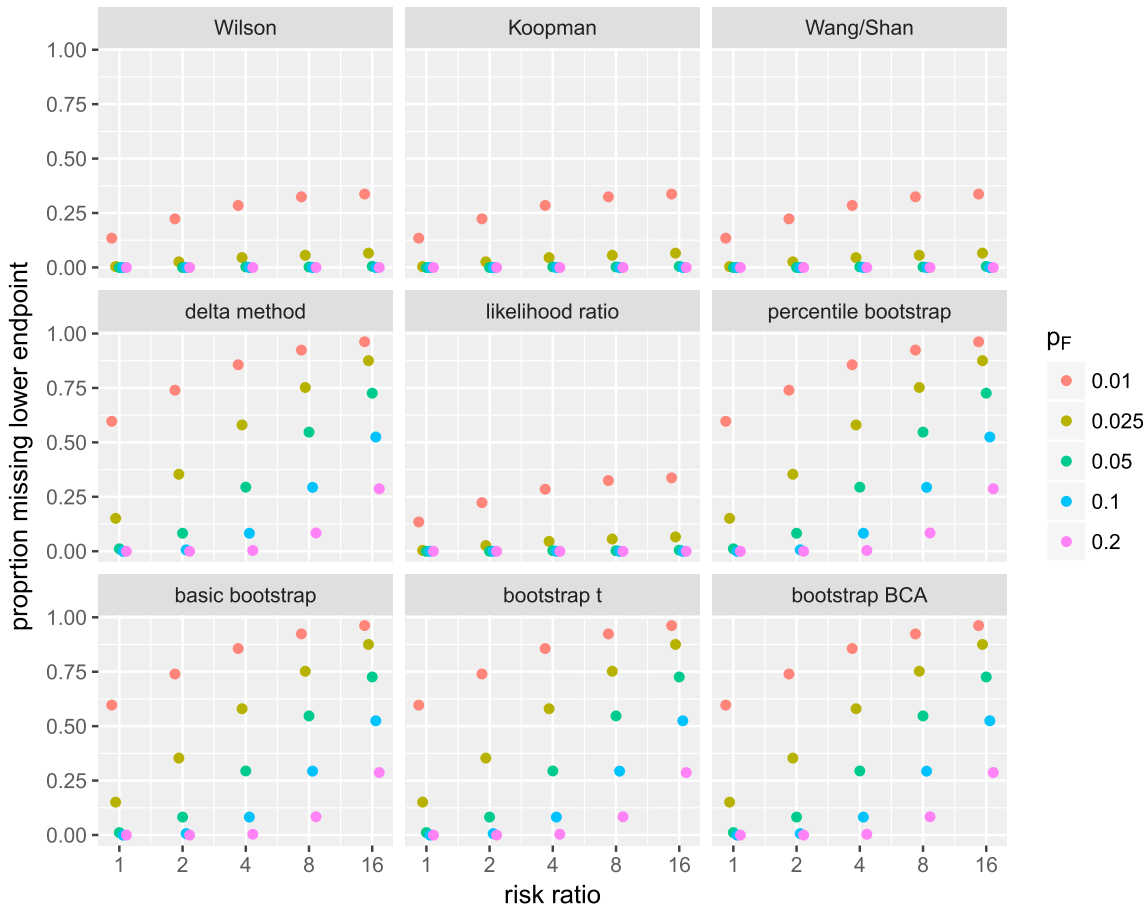 Wilson Koopman Wang/Shan
1.00
0.75
0.50
0.25
0.00
delta method likelihood ratio percentile bootstrap
1.00
0.75
0.50
0.25
0.00
basic bootstrap bootstrap t bootstrap BCA
1.00
0.75
0.50
0.25
0.00
1 2 4 8 16 1 2 4 8 16 1 2 4 8 16
risk ratio
proprtion missing lower endpoint
pF
0.01
0.025
0.05
0.1
0.2